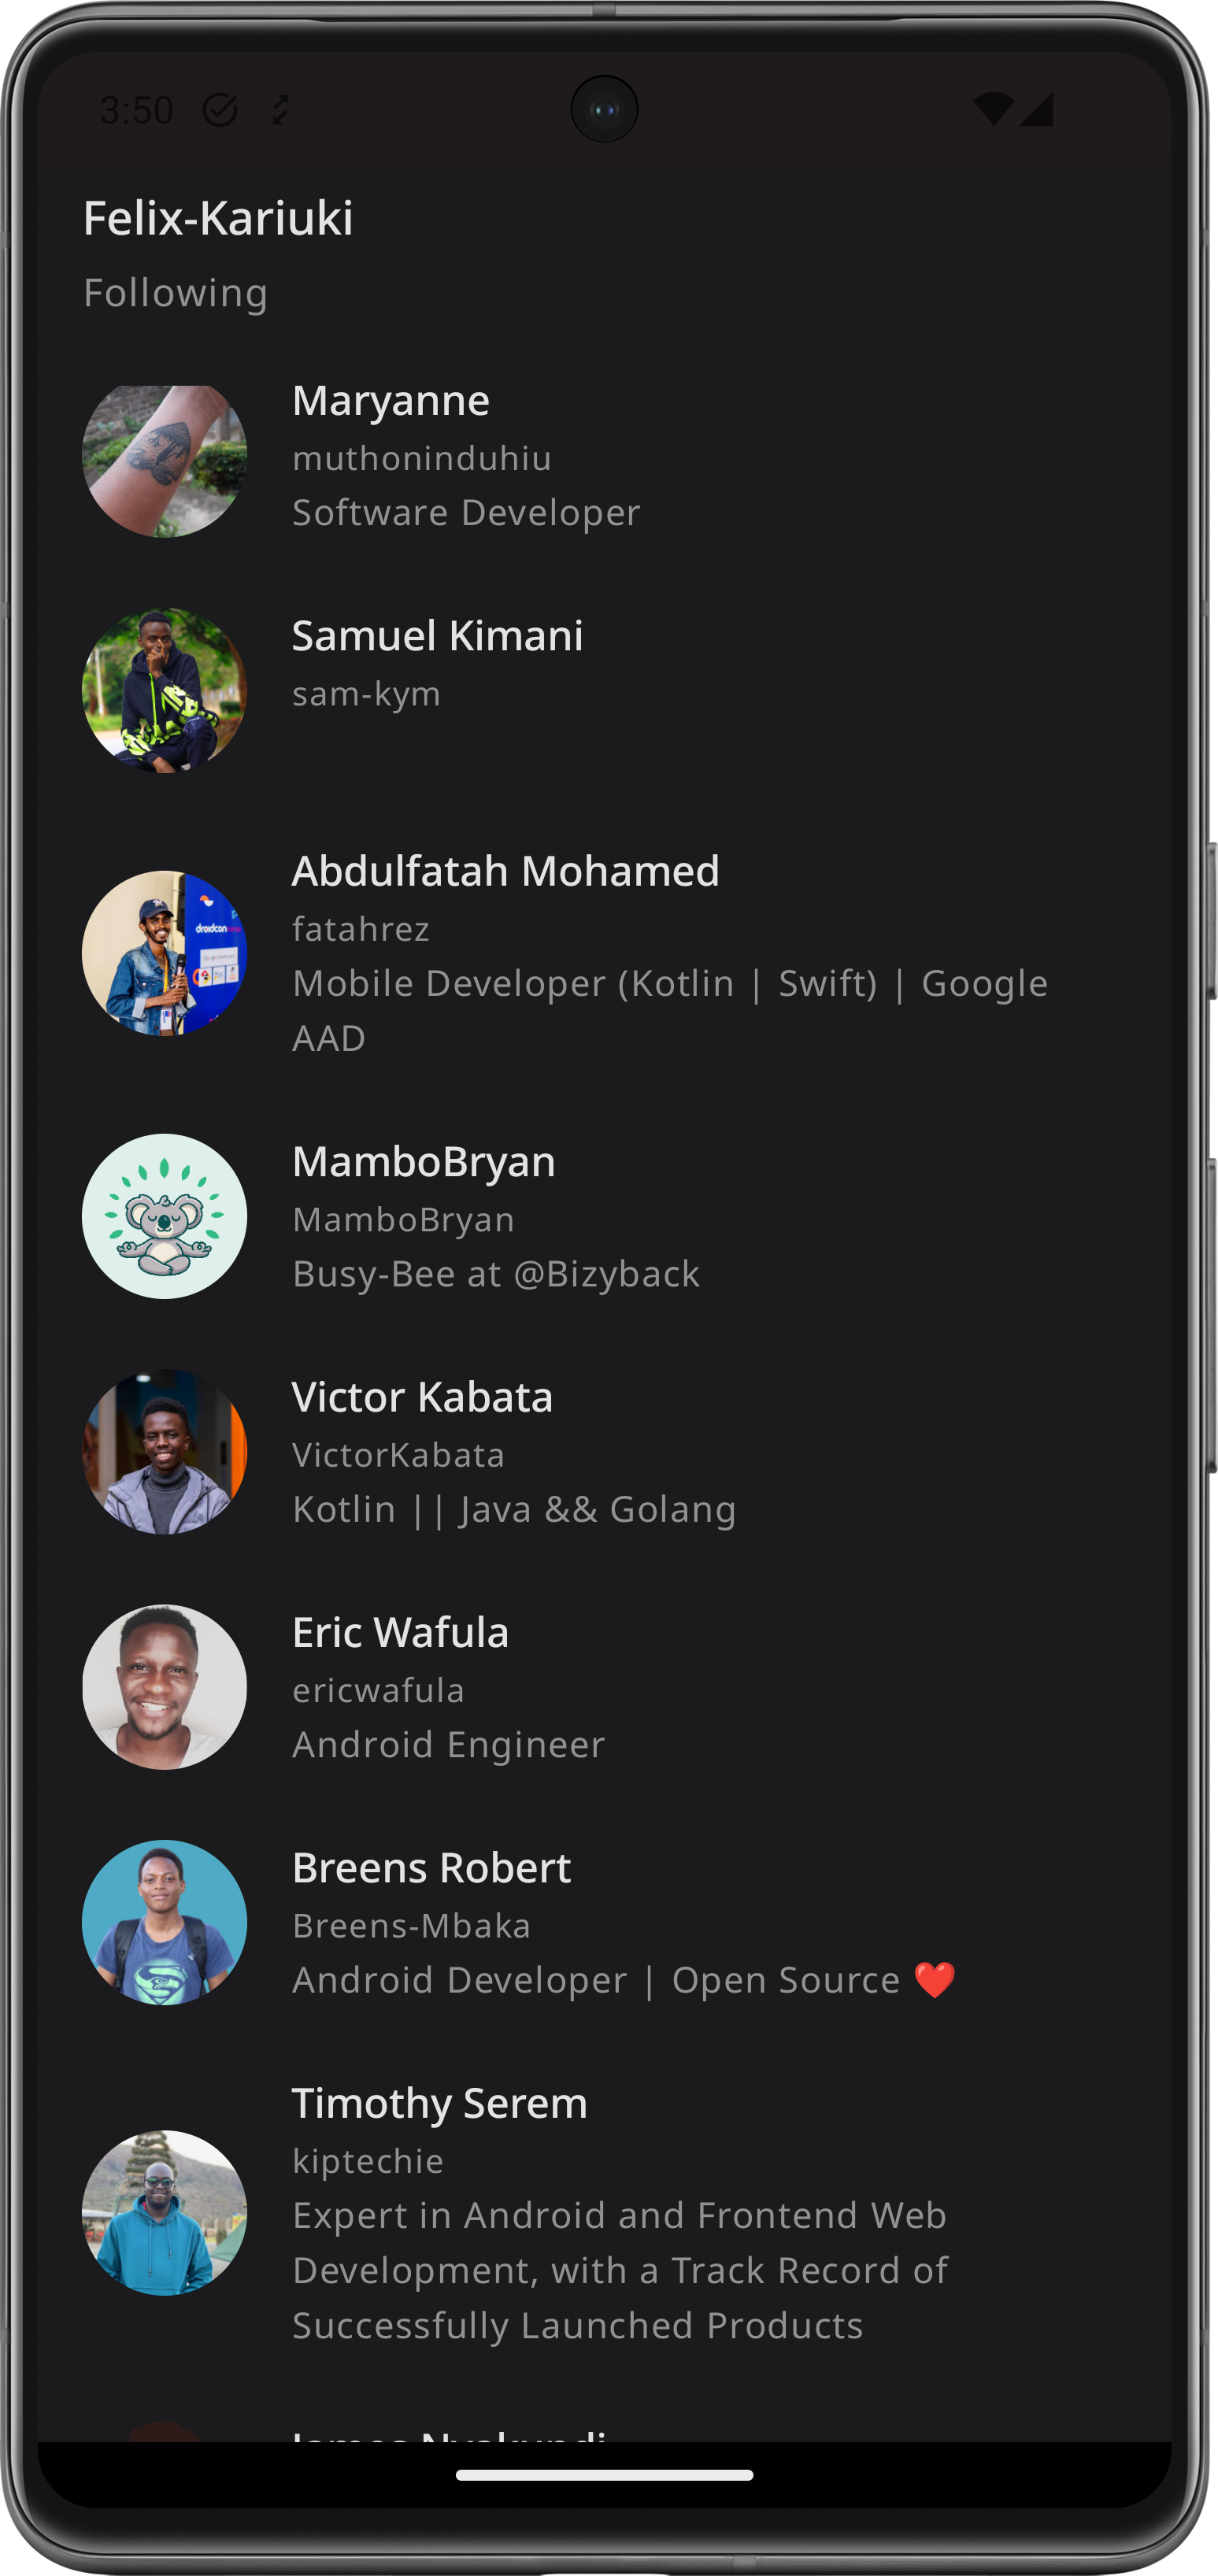 3:50
Felix-Kariuki
Following
Maryanne
muthoninduhiu
Software Developer
Samuel Kimani
sam-kym
Abdulfatah Mohamed
fatahrez
Mobile Developer (Kotlin | Swift) | Google
AAD
droidcon
MamboBryan
MamboBryan
Busy-Bee at @Bizyback
Victor Kabata
VictorKabata
Kotlin || Java && Golang
Eric Wafula
ericwafula
Android Engineer
Breens Robert
Breens-Mbaka
Android Developer | Open Source ❤️
Timothy Serem
kiptechie
Expert in Android and Frontend Web
Development, with a Track Record of
Successfully Launched Products